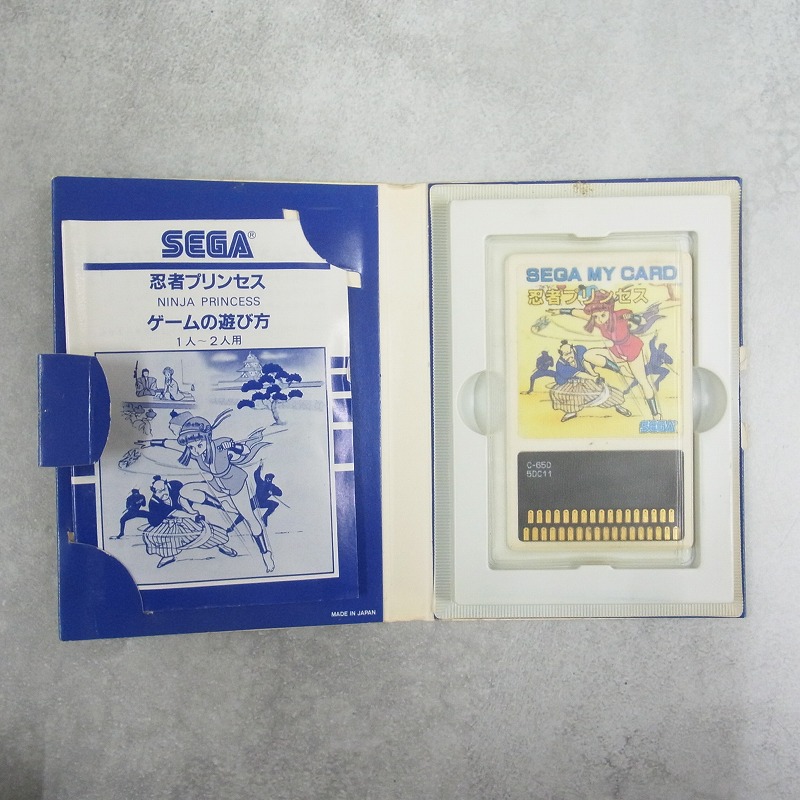 SEGA®
忍者プリンセス
NINJA PRINCESS
ゲームの遊び方
1人～2人用
MADE IN JAPAN
SEGA MY CARD
忍者プリンセス
SEGA
C-650
5DC11